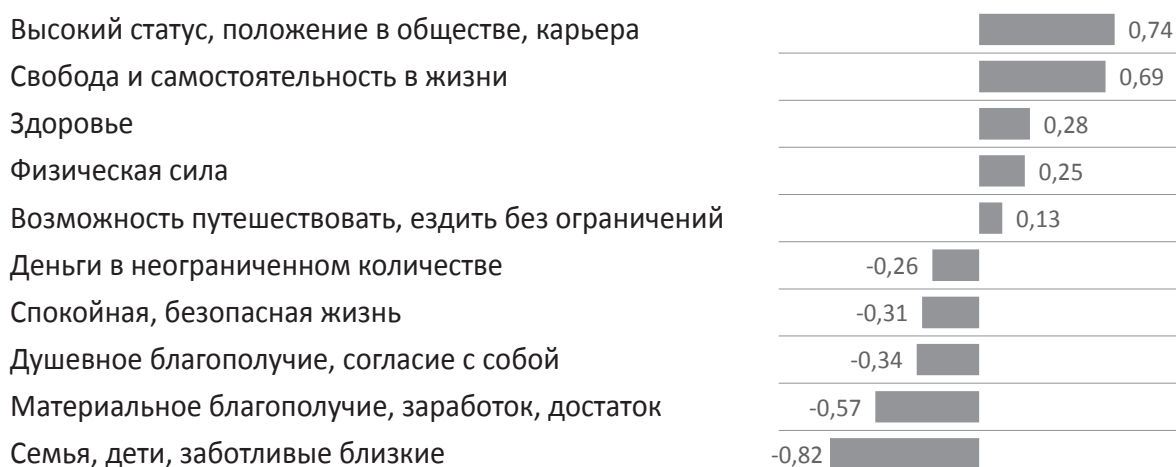 Высокий статус, положение в обществе, карьера 0,74
Свобода и самостоятельность в жизни 0,69
Здоровье 0,28
Физическая сила 0,25
Возможность путешествовать, ездить без ограничений 0,13
Деньги в неограниченном количестве -0,26
Спокойная, безопасная жизнь -0,31
Душевное благополучие, согласие с собой -0,34
Материальное благополучие, заработок, достаток -0,57
Семья, дети, заботливые близкие -0,82